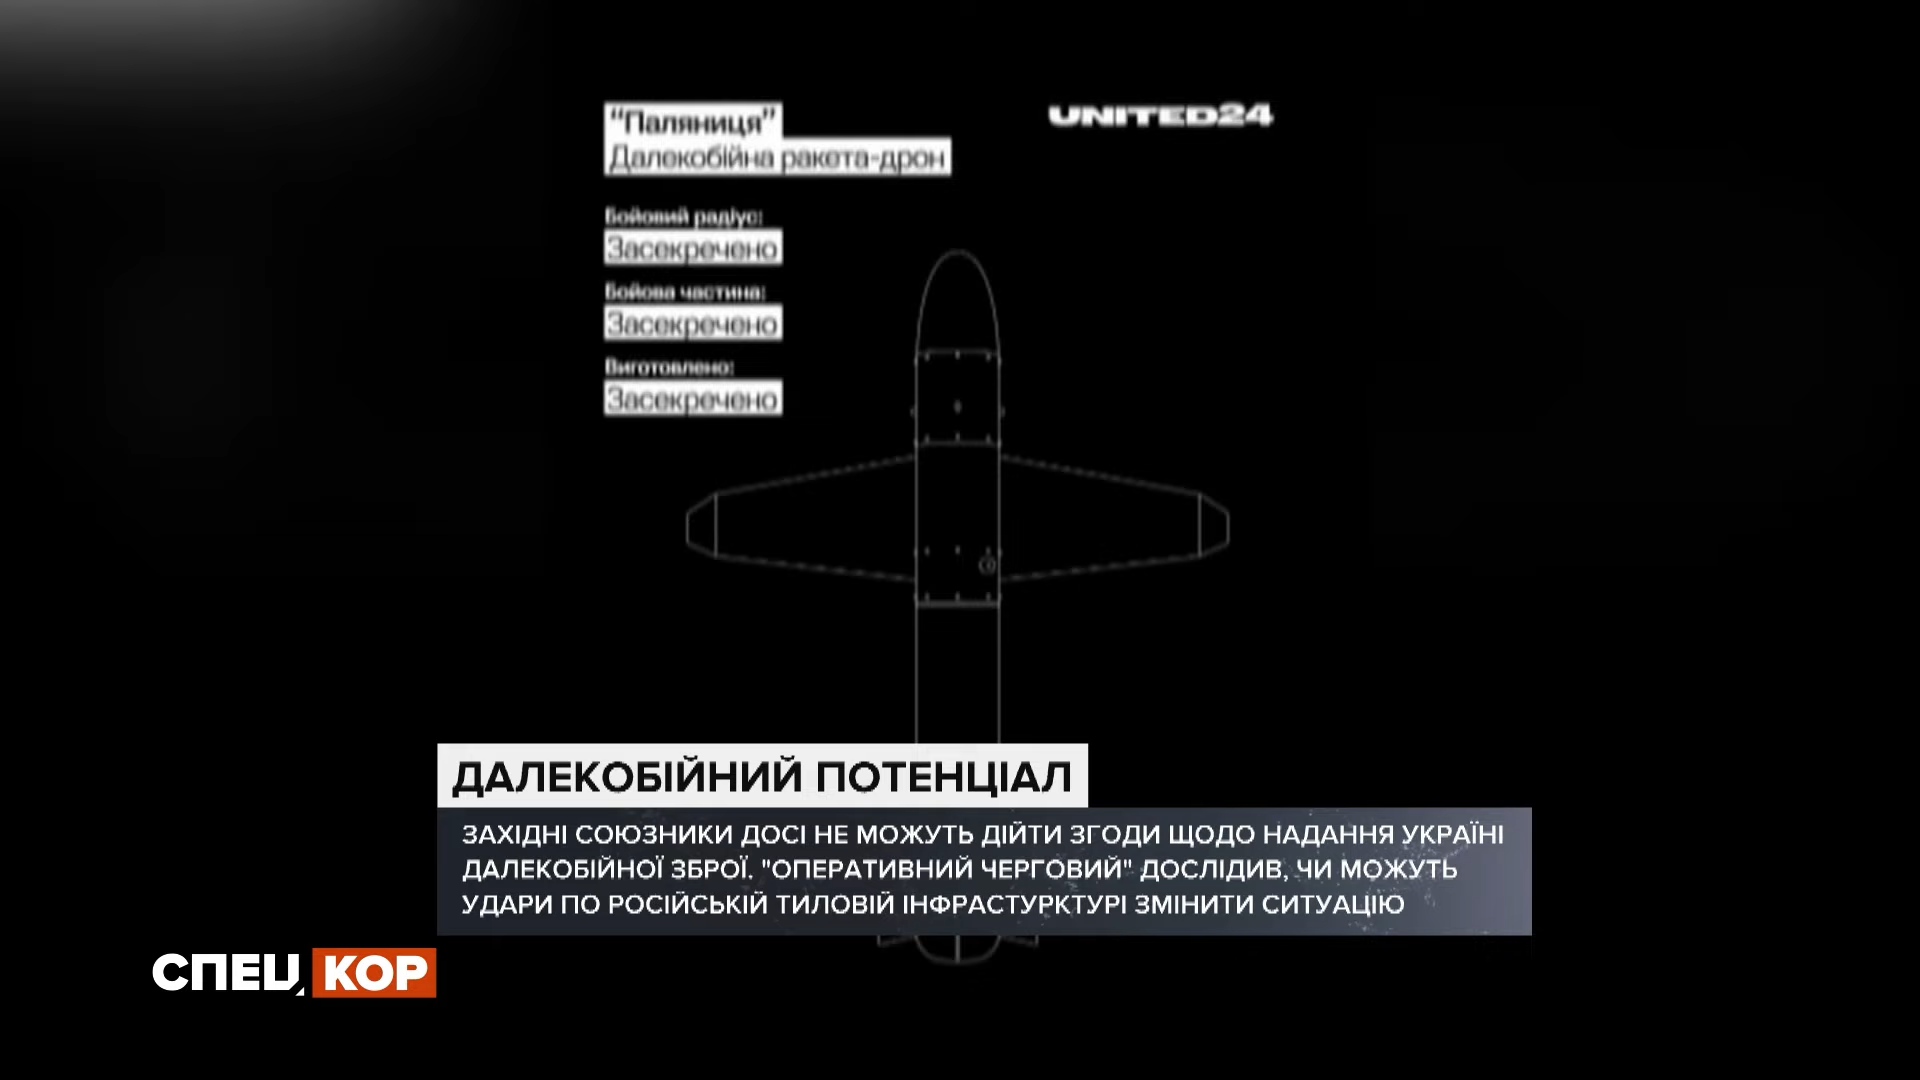 “Паляниця”
Далекобійна ракета-дрон
UNITED24
Бойовий радіус:
Засекречено
Бойова частина:
Засекречено
Виготовлено:
Засекречено
ДАЛЕКОБІЙНИЙ ПОТЕНЦІАЛ
ЗАХІДНІ СОЮЗНИКИ ДОСІ НЕ МОЖУТЬ ДІЙТИ ЗГОДИ ЩОДО НАДАННЯ УКРАЇНІ
ДАЛЕКОБІЙНОЇ ЗБРОЇ. "ОПЕРАТИВНИЙ ЧЕРГОВИЙ" ДОСЛІДИВ, ЧИ МОЖУТЬ
УДАРИ ПО РОСІЙСЬКІЙ ТИЛОВІЙ ІНФРАСТУРКТУРІ ЗМІНИТИ СИТУАЦІЮ
СПЕЦ КОР